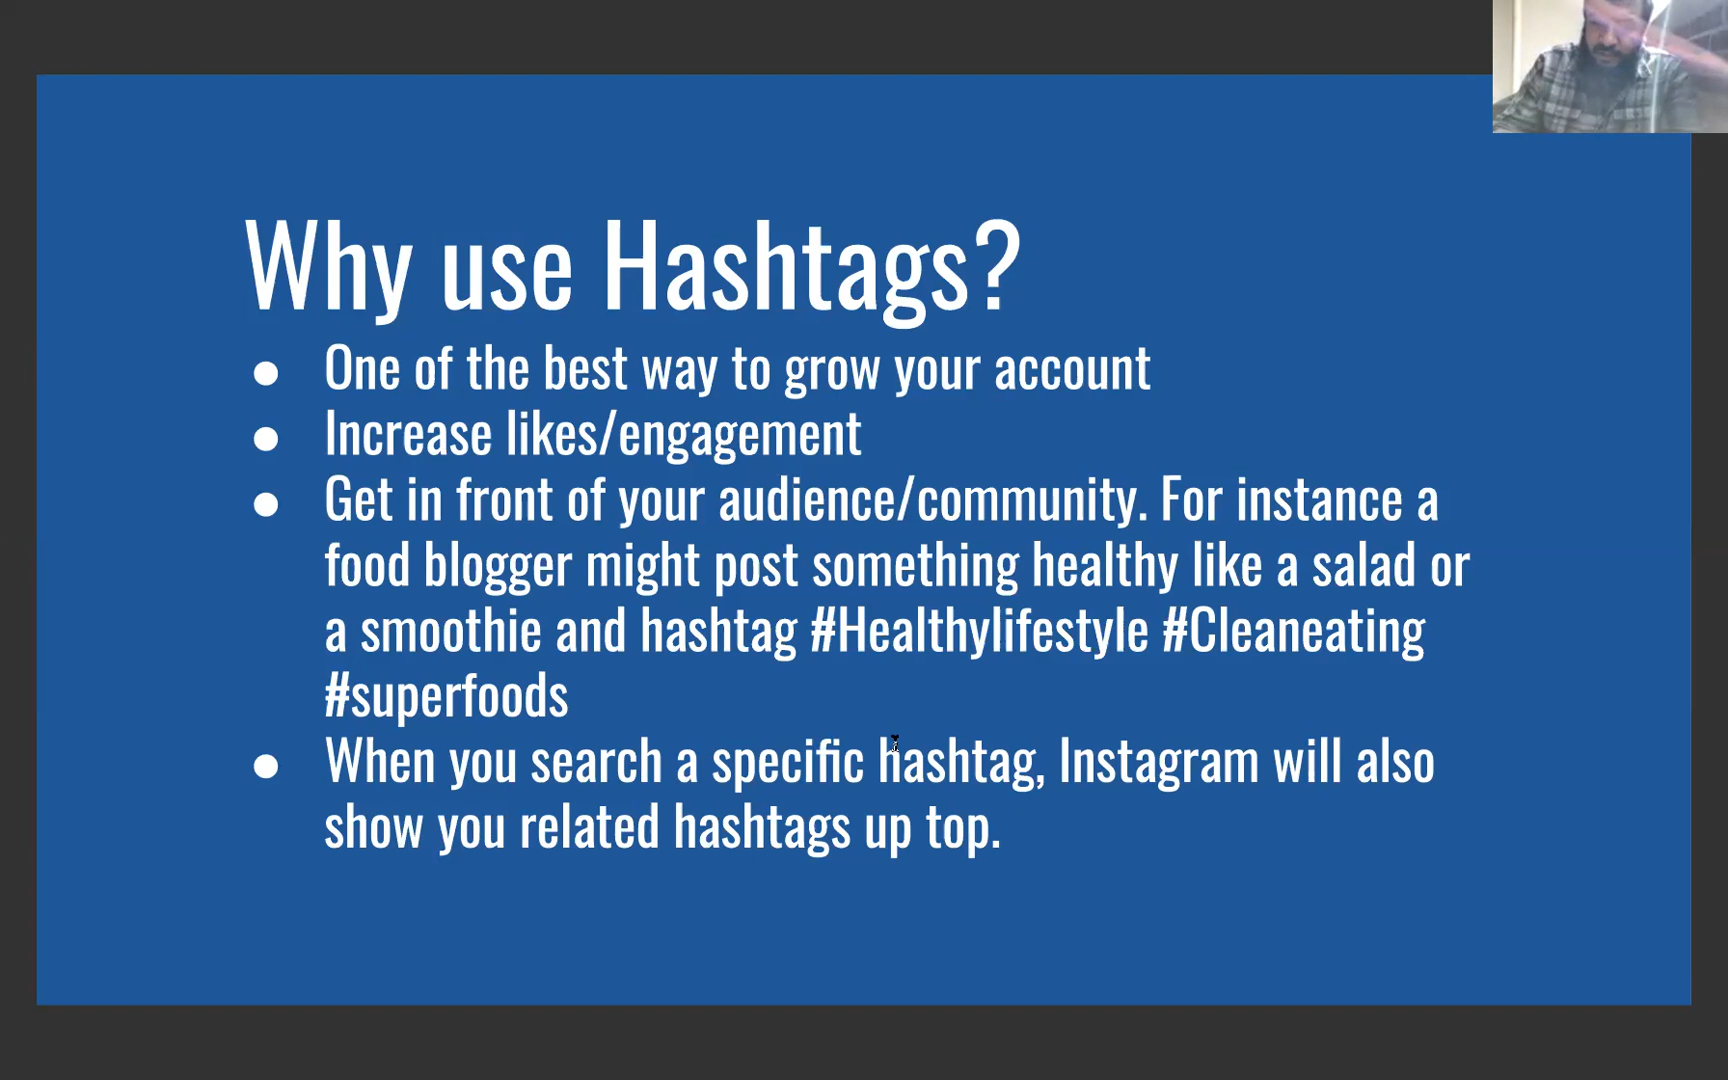 Why use Hashtags?
● One of the best way to grow your account
● Increase likes/engagement
● Get in front of your audience/community. For instance a
food blogger might post something healthy like a salad or
a smoothie and hashtag #Healthylifestyle #Cleaneating
#superfoods
● When you search a specific hashtag, Instagram will also
show you related hashtags up top.